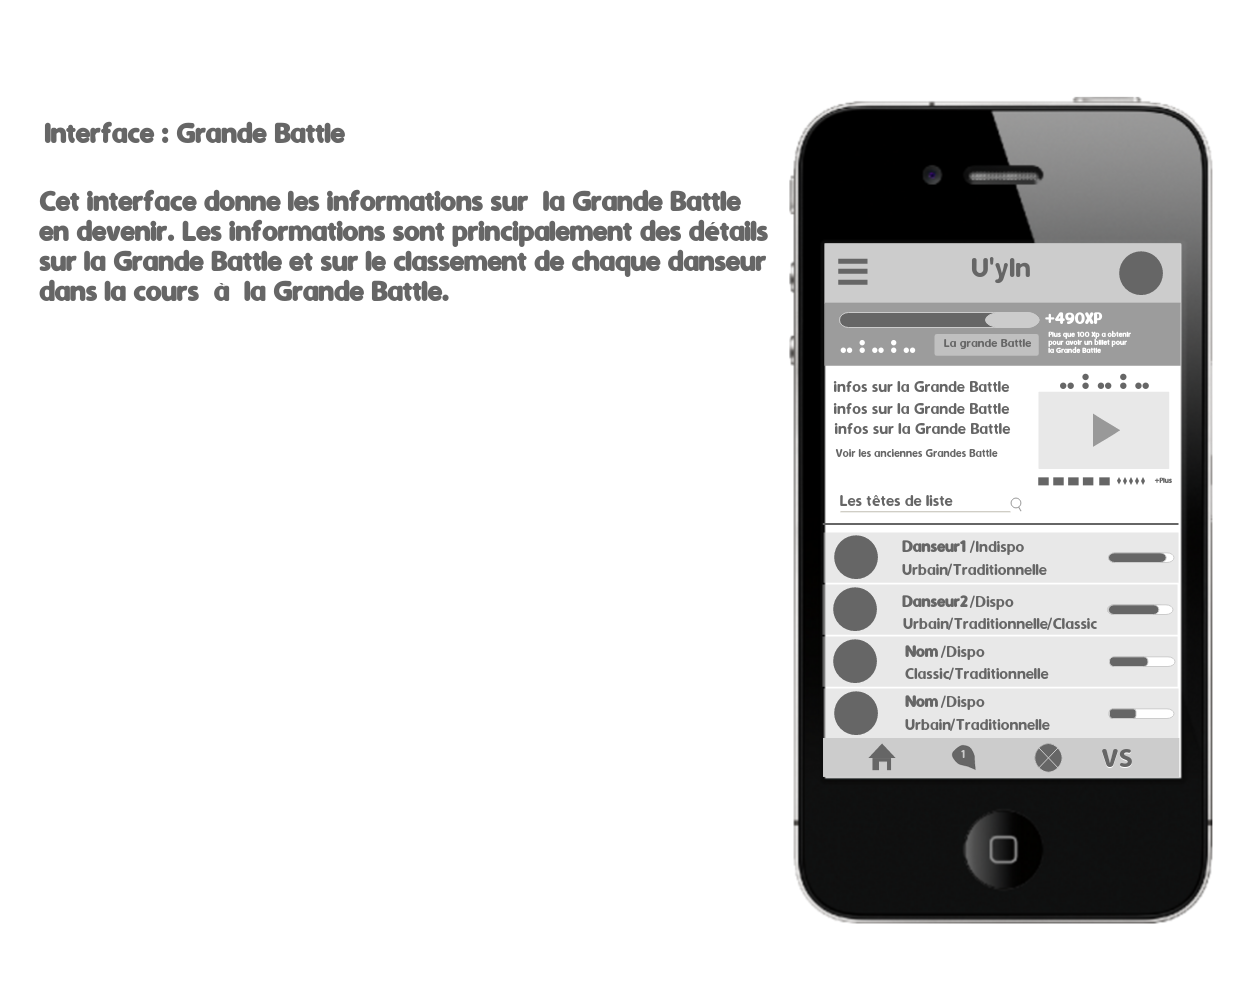 Interface : Grande Battle
Cet interface donne les informations sur la Grande Battle
en devenir. Les informations sont principalement des détails
sur la Grande Battle et sur le classement de chaque danseur
dans la cours à la Grande Battle.
U'yIn
+490XP
Plus que 100 Xp a obtenir
pour avoir un billet pour
la Grande Battle
La grande Battle
infos sur la Grande Battle
infos sur la Grande Battle
infos sur la Grande Battle
Voir les anciennes Grandes Battle
+Plus
Les têtes de liste
Danseur1 /Indispo
Urbain/Traditionnelle
Danseur2 /Dispo
Urbain/Traditionnelle/Classic
Nom /Dispo
Classic/Traditionnelle
Nom /Dispo
Urbain/Traditionnelle
1
VS